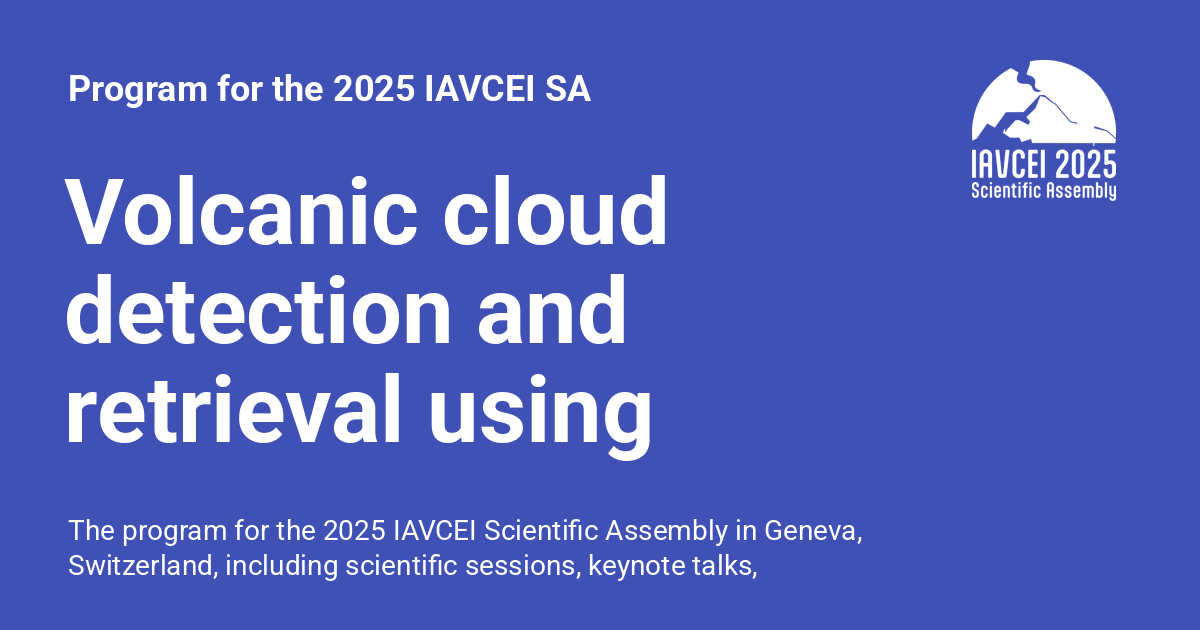 Program for the 2025 IAVCEI SA
IAVCEI 2025
Scientific Assembly
Volcanic cloud
detection and
retrieval using
The program for the 2025 IAVCEI Scientific Assembly in Geneva,
Switzerland, including scientific sessions, keynote talks,